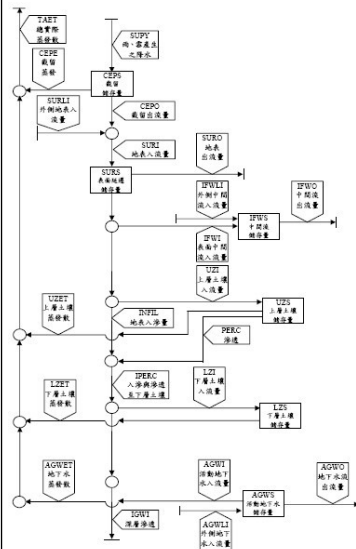 TAET
總實際
蒸發散
SUPY
雨、雪產生
之降水
CEPE
截留
蒸發
CEPS
截留
儲存量
SURLI
外側地表入
流量
CEPO
截留出流量
SURI
地表入流量
SURO
地表
出流量
SURS
表面延遲
儲存量
IFWLI
外側中間
流入流量
IFWO
中間流
出流量
IFWS
中間流
儲存量
IFWI
表面中間
流入流量
UZI
上層土壤
入流量
UZET
上層土壤
蒸發散
INFIL
地表入滲量
UZS
上層土壤
儲存量
PERC
滲透
LZET
下層土壤
蒸發散
IPERC
入滲與滲透
至下層土壤
LZI
下層土壤
入流量
LZS
下層土壤
儲存量
AGWET
地下水
蒸發散
AGWI
活動地下
水入流量
AGWO
地下水流
出流量
AGWS
活動地下水
儲存量
IGWI
深層滲透
AGWLI
外側地下
水入流量